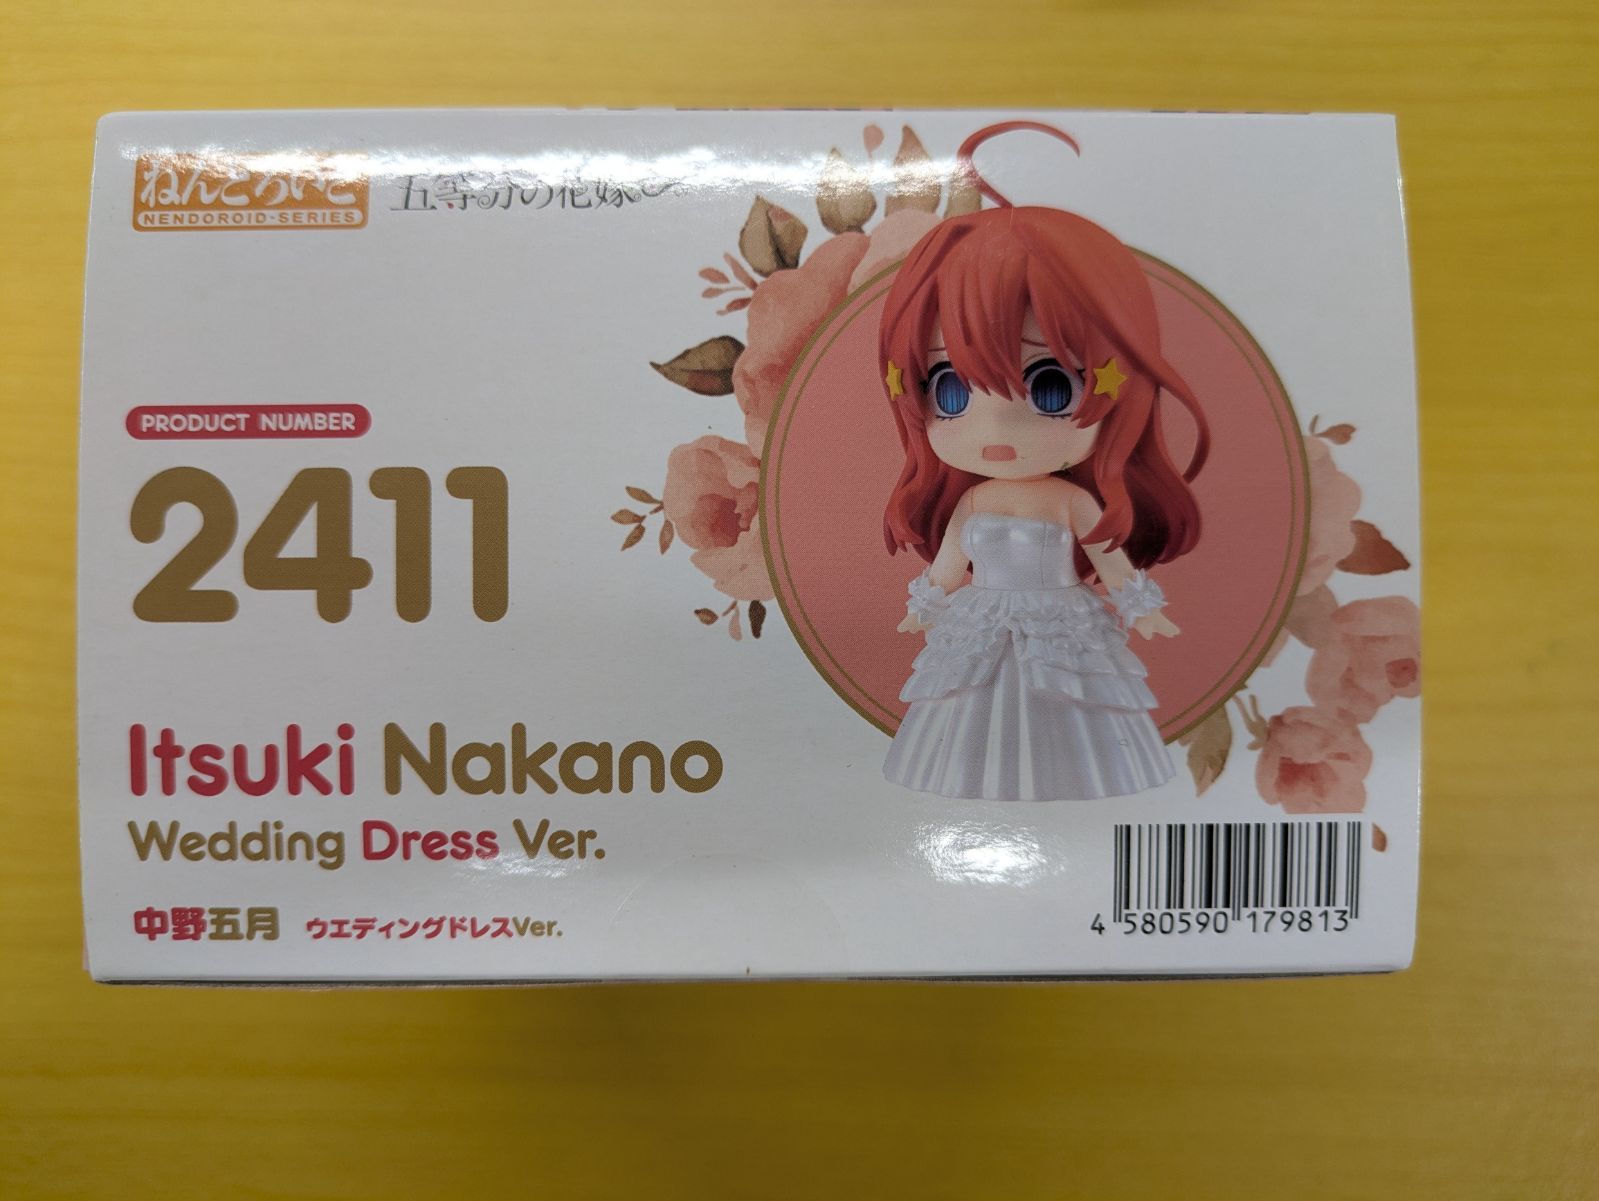 ねんどろいど
NENDOROID-SERIES
五等分の花嫁
PRODUCT NUMBER
2411
Itsuki Nakano
Wedding Dress Ver.
中野五月 ウエディングドレスVer.
4 580590 179813